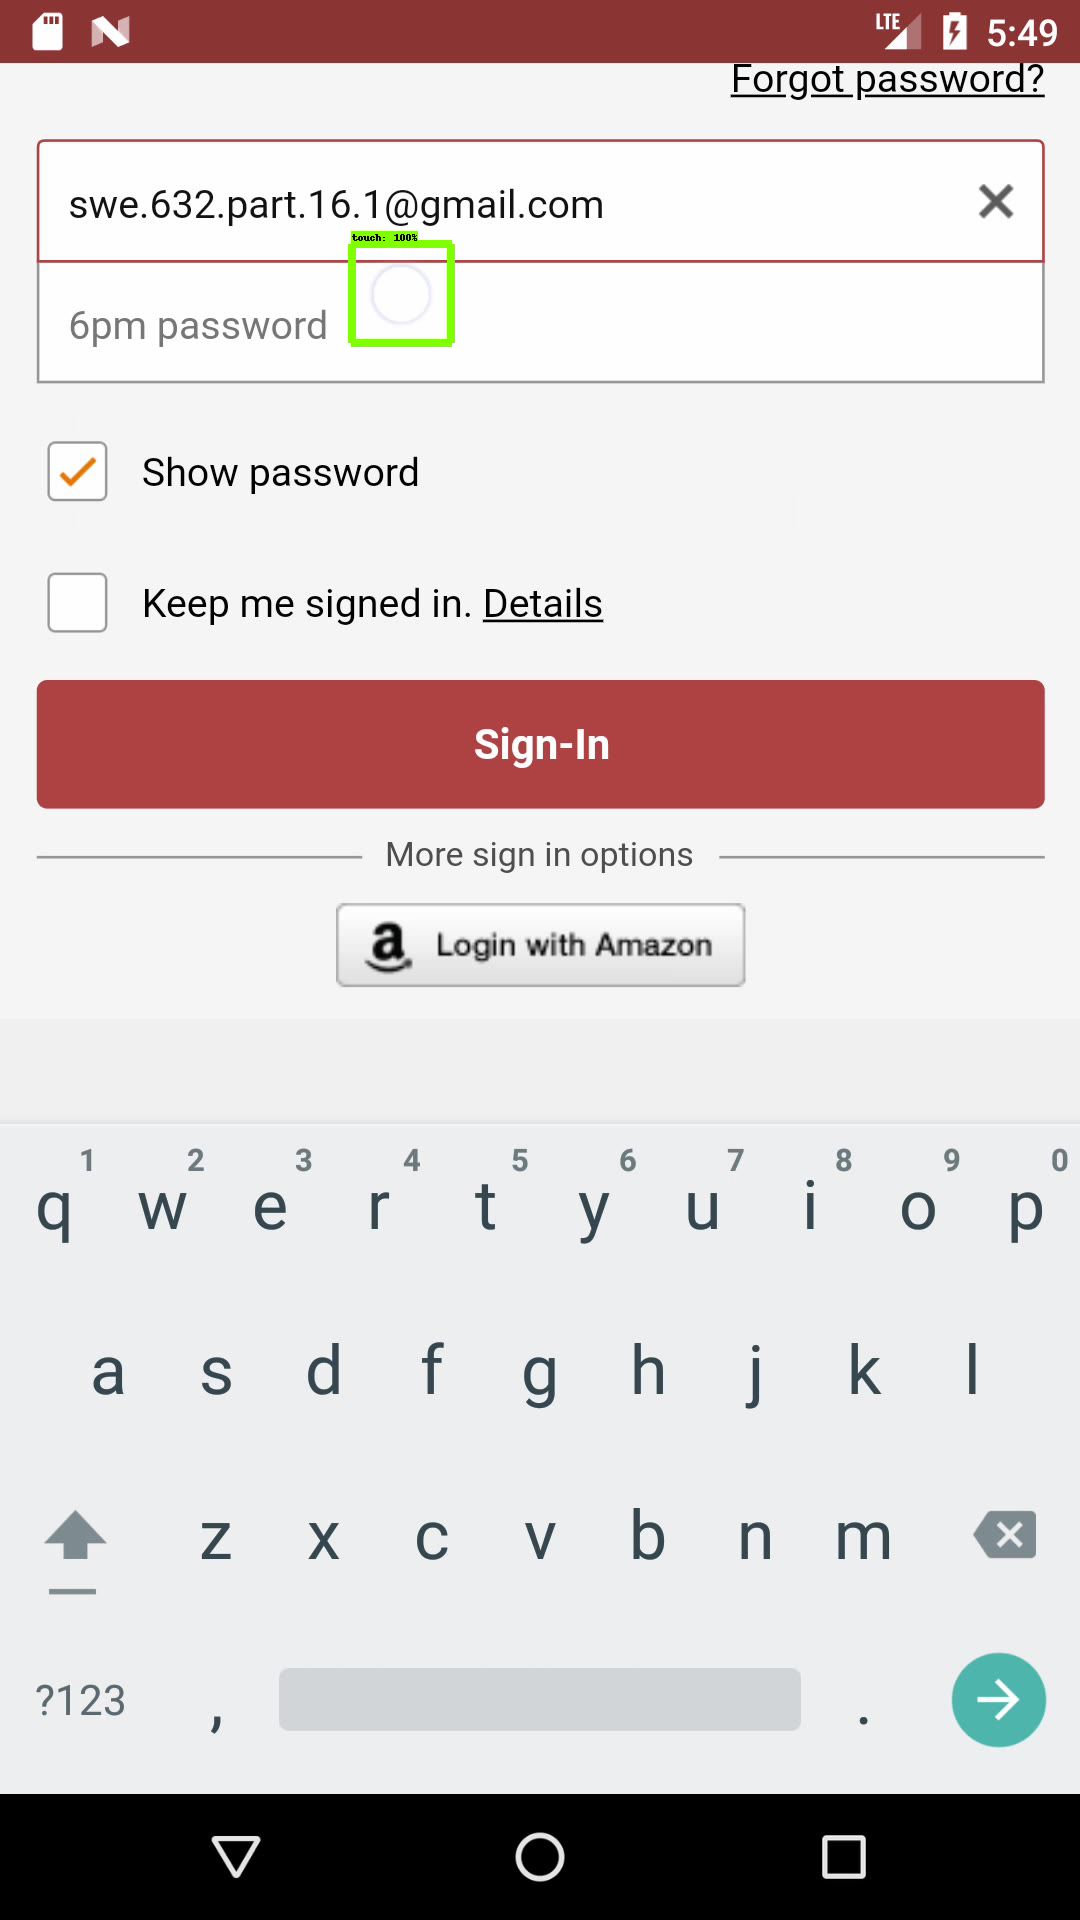 LTE 5:49
Forgot password?
swe.632.part.16.1@gmail.com
touch: 100%
6pm password
Show password
Keep me signed in. Details
Sign-In
More sign in options
a Login with Amazon
1 2 3 4 5 6 7 8 9 0
q w e r t y u i o p
a s d f g h j k l
z x c v b n m
?123 , .